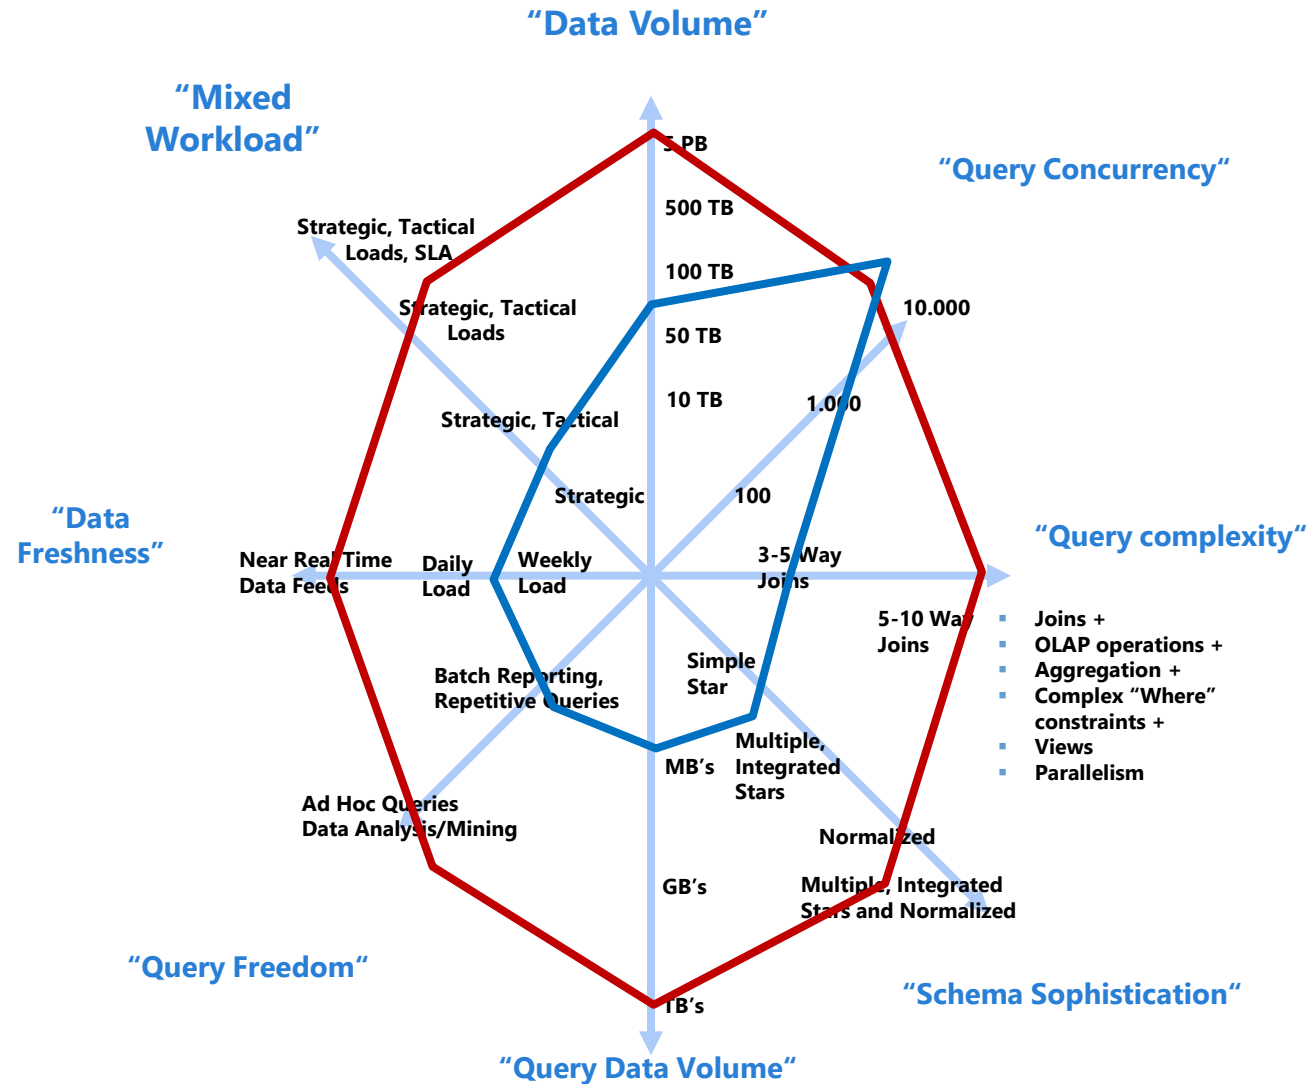 “Data Volume”
“Mixed
Workload”
“Query Concurrency“
5 PB
500 TB
100 TB
50 TB
10 TB
Strategic, Tactical
Loads, SLA
Strategic, Tactical
Loads
Strategic, Tactical
Strategic
10.000
1.000
100
“Data
Freshness”
Near Real Time
Data Feeds
Daily
Load
Weekly
Load
3-5 Way
Joins
5-10 Way
Joins
“Query complexity“
▪ Joins +
▪ OLAP operations +
▪ Aggregation +
▪ Complex “Where”
constraints +
▪ Views
▪ Parallelism
Batch Reporting,
Repetitive Queries
Ad Hoc Queries
Data Analysis/Mining
Simple
Star
Multiple,
Integrated
Stars
Normalized
Multiple, Integrated
Stars and Normalized
MB’s
GB’s
TB’s
“Query Freedom“
“Schema Sophistication“
“Query Data Volume“